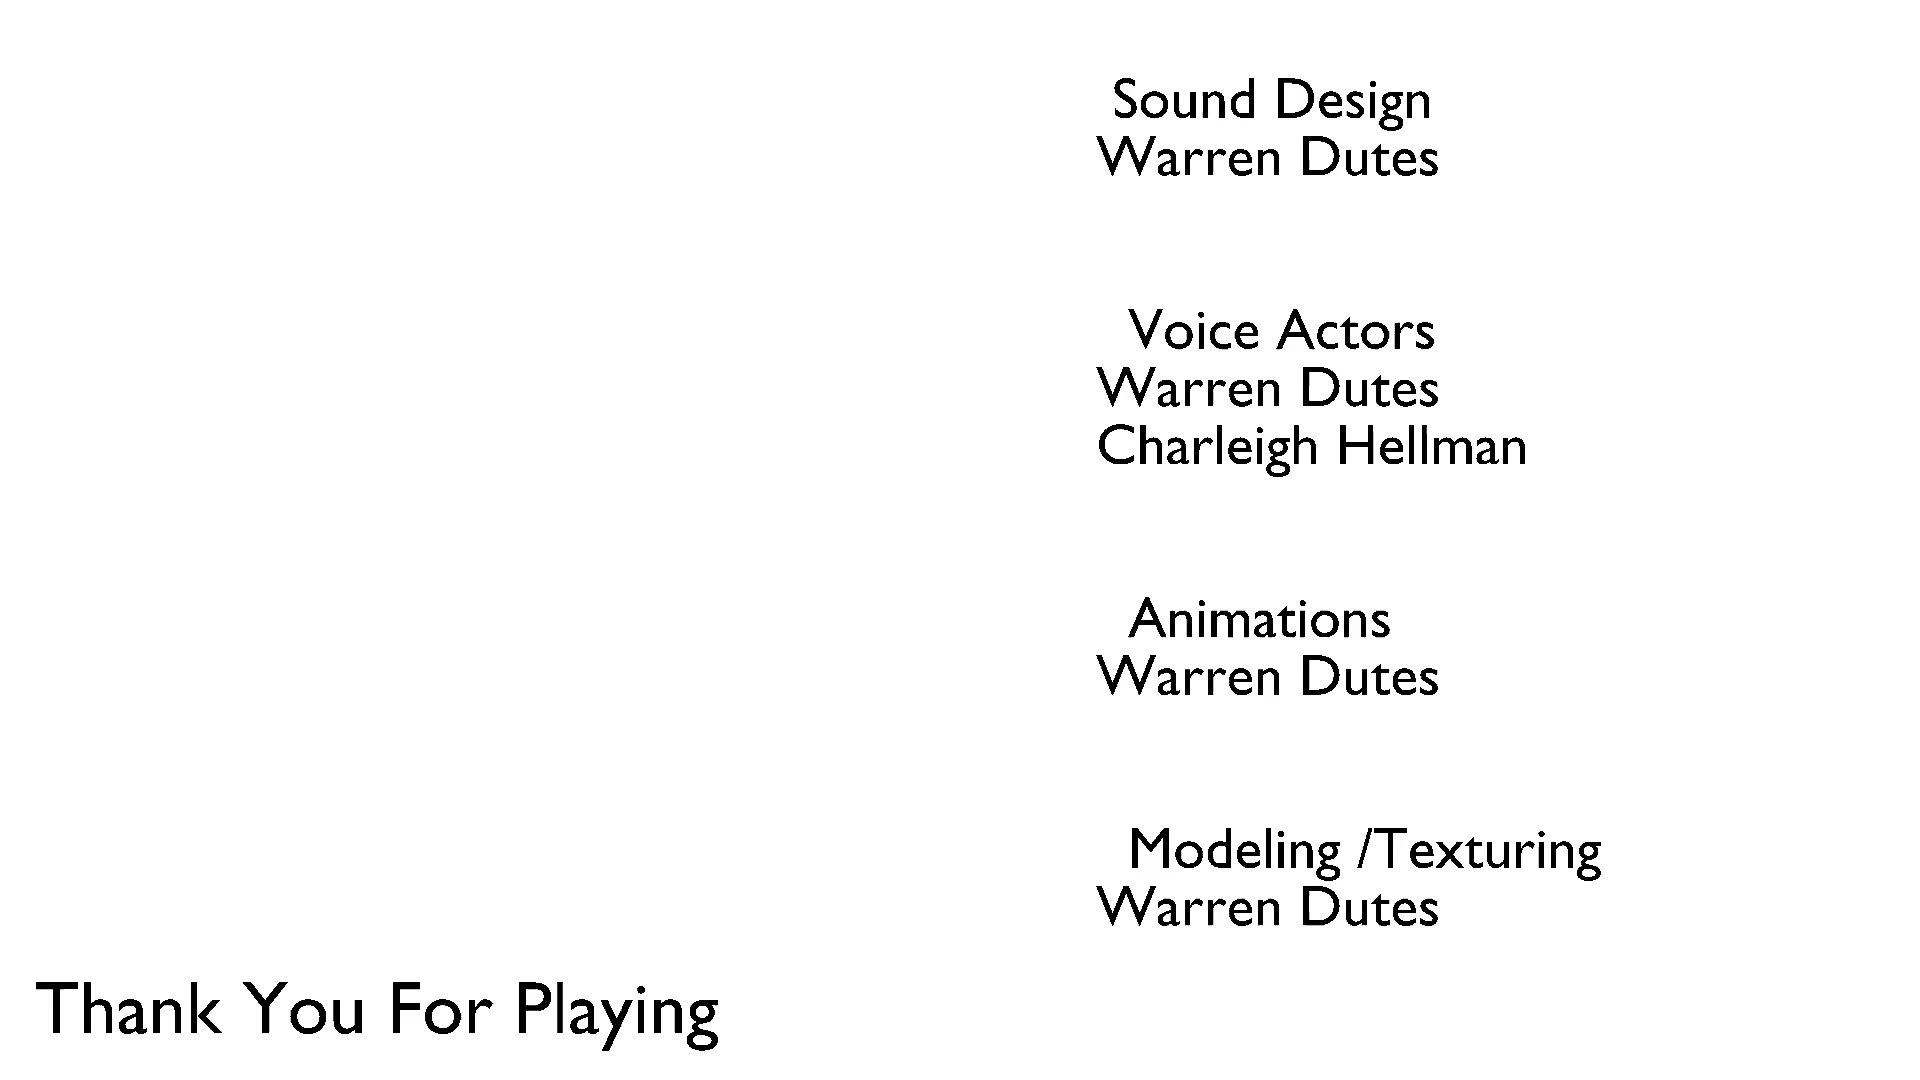 Sound Design
Warren Dutes
Voice Actors
Warren Dutes
Charleigh Hellman
Animations
Warren Dutes
Modeling /Texturing
Warren Dutes
Thank You For Playing